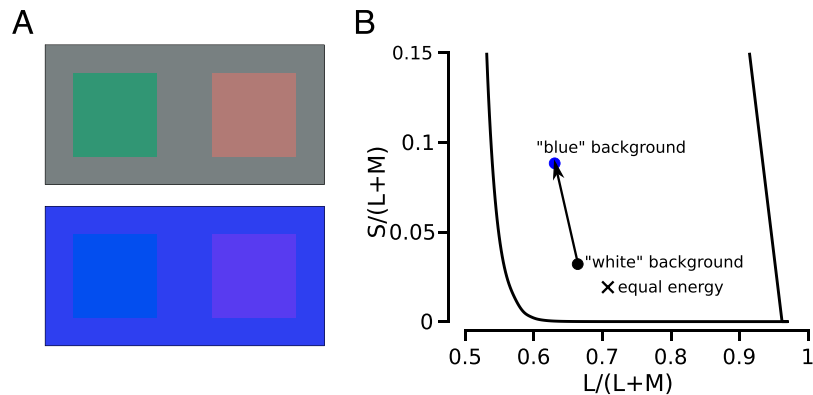 A
B
0.15
0.1
0.05
0
S/(L+M)
"blue" background
"white" background
equal energy
0.5 0.6 0.7 0.8 0.9 1
L/(L+M)